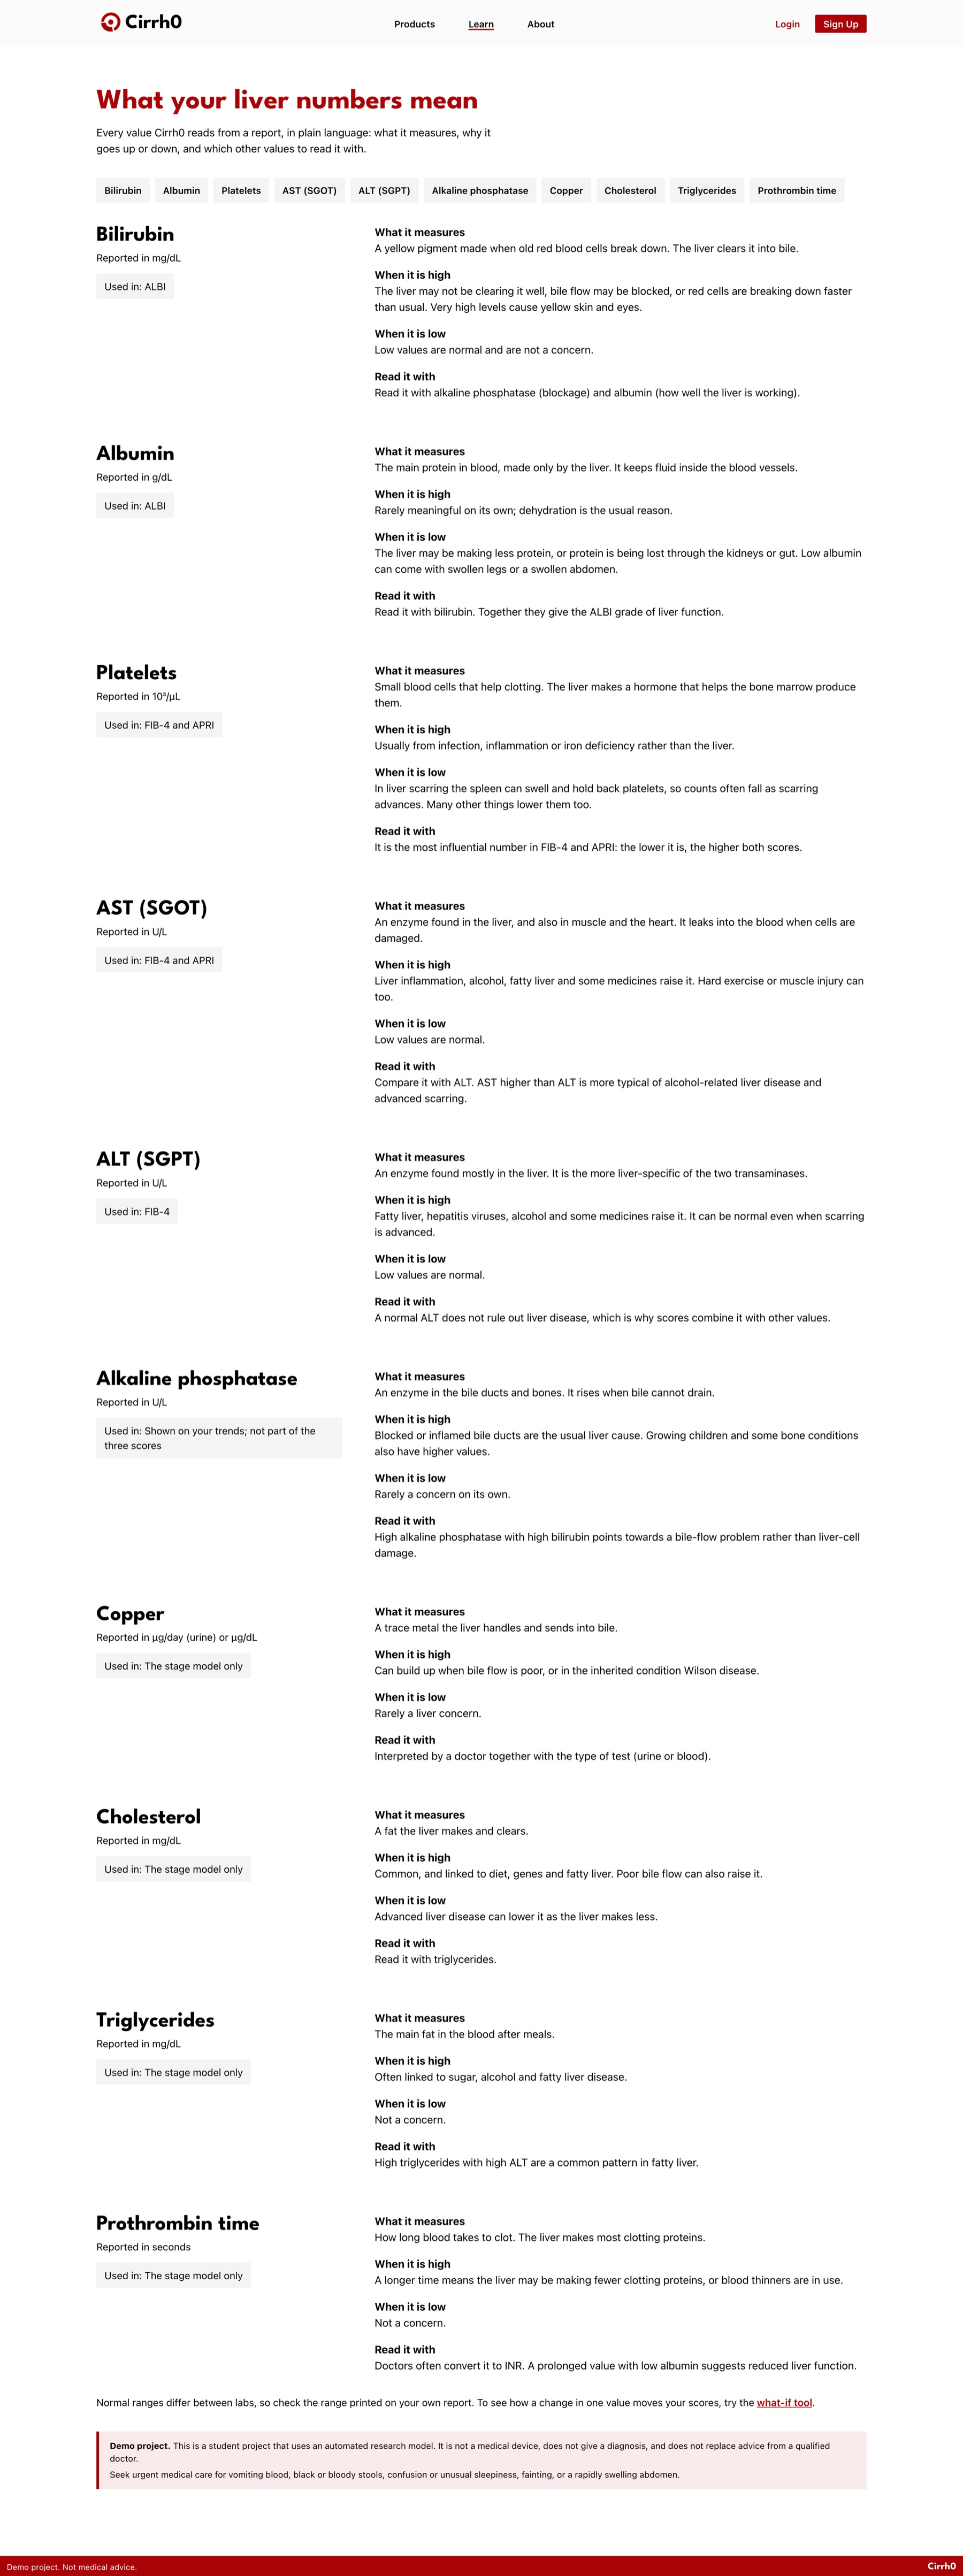 Cirrh0
Products
Learn
About
Login
Sign Up
What your liver numbers mean
Every value Cirrh0 reads from a report, in plain language: what it measures, why it
goes up or down, and which other values to read it with.
Bilirubin
Albumin
Platelets
AST (SGOT)
ALT (SGPT)
Alkaline phosphatase
Copper
Cholesterol
Triglycerides
Prothrombin time
Bilirubin
Reported in mg/dL
Used in: ALBI
What it measures
A yellow pigment made when old red blood cells break down. The liver clears it into bile.
When it is high
The liver may not be clearing it well, bile flow may be blocked, or red cells are breaking down faster
than usual. Very high levels cause yellow skin and eyes.
When it is low
Low values are normal and are not a concern.
Read it with
Read it with alkaline phosphatase (blockage) and albumin (how well the liver is working).
Albumin
Reported in g/dL
Used in: ALBI
What it measures
The main protein in blood, made only by the liver. It keeps fluid inside the blood vessels.
When it is high
Rarely meaningful on its own; dehydration is the usual reason.
When it is low
The liver may be making less protein, or protein is being lost through the kidneys or gut. Low albumin
can come with swollen legs or a swollen abdomen.
Read it with
Read it with bilirubin. Together they give the ALBI grade of liver function.
Platelets
Reported in 10³/µL
Used in: FIB-4 and APRI
What it measures
Small blood cells that help clotting. The liver makes a hormone that helps the bone marrow produce
them.
When it is high
Usually from infection, inflammation or iron deficiency rather than the liver.
When it is low
In liver scarring the spleen can swell and hold back platelets, so counts often fall as scarring
advances. Many other things lower them too.
Read it with
It is the most influential number in FIB-4 and APRI: the lower it is, the higher both scores.
AST (SGOT)
Reported in U/L
Used in: FIB-4 and APRI
What it measures
An enzyme found in the liver, and also in muscle and the heart. It leaks into the blood when cells are
damaged.
When it is high
Liver inflammation, alcohol, fatty liver and some medicines raise it. Hard exercise or muscle injury can
too.
When it is low
Low values are normal.
Read it with
Compare it with ALT. AST higher than ALT is more typical of alcohol-related liver disease and
advanced scarring.
ALT (SGPT)
Reported in U/L
Used in: FIB-4
What it measures
An enzyme found mostly in the liver. It is the more liver-specific of the two transaminases.
When it is high
Fatty liver, hepatitis viruses, alcohol and some medicines raise it. It can be normal even when scarring
is advanced.
When it is low
Low values are normal.
Read it with
A normal ALT does not rule out liver disease, which is why scores combine it with other values.
Alkaline phosphatase
Reported in U/L
Used in: Shown on your trends; not part of the
three scores
What it measures
An enzyme in the bile ducts and bones. It rises when bile cannot drain.
When it is high
Blocked or inflamed bile ducts are the usual liver cause. Growing children and some bone conditions
also have higher values.
When it is low
Rarely a concern on its own.
Read it with
High alkaline phosphatase with high bilirubin points towards a bile-flow problem rather than liver-cell
damage.
Copper
Reported in µg/day (urine) or µg/dL
Used in: The stage model only
What it measures
A trace metal the liver handles and sends into bile.
When it is high
Can build up when bile flow is poor, or in the inherited condition Wilson disease.
When it is low
Rarely a liver concern.
Read it with
Interpreted by a doctor together with the type of test (urine or blood).
Cholesterol
Reported in mg/dL
Used in: The stage model only
What it measures
A fat the liver makes and clears.
When it is high
Common, and linked to diet, genes and fatty liver. Poor bile flow can also raise it.
When it is low
Advanced liver disease can lower it as the liver makes less.
Read it with
Read it with triglycerides.
Triglycerides
Reported in mg/dL
Used in: The stage model only
What it measures
The main fat in the blood after meals.
When it is high
Often linked to sugar, alcohol and fatty liver disease.
When it is low
Not a concern.
Read it with
High triglycerides with high ALT are a common pattern in fatty liver.
Prothrombin time
Reported in seconds
Used in: The stage model only
What it measures
How long blood takes to clot. The liver makes most clotting proteins.
When it is high
A longer time means the liver may be making fewer clotting proteins, or blood thinners are in use.
When it is low
Not a concern.
Read it with
Doctors often convert it to INR. A prolonged value with low albumin suggests reduced liver function.
Normal ranges differ between labs, so check the range printed on your own report. To see how a change in one value moves your scores, try the what-if tool.
Demo project. This is a student project that uses an automated research model. It is not a medical device, does not give a diagnosis, and does not replace advice from a qualified
doctor.
Seek urgent medical care for vomiting blood, black or bloody stools, confusion or unusual sleepiness, fainting, or a rapidly swelling abdomen.
Demo project. Not medical advice.
Cirrh0